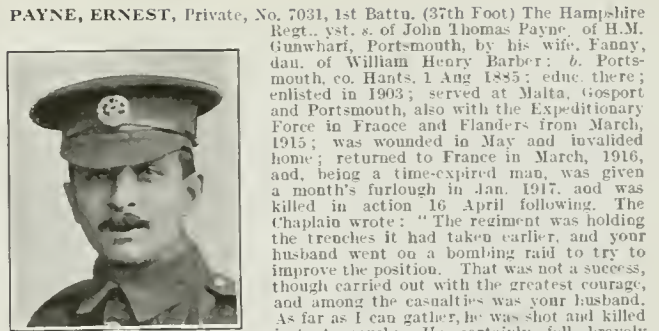 PAYNE, ERNEST, Private, No. 7031, 1st Battn. (37th Foot) The Hampshire
Regt., yst. s. of John Thomas Payne, of H.M.
Gunwharf, Portsmouth, by his wife, Fanny,
dau. of William Henry Barber; b. Ports-
mouth, co. Hants, 1 Aug 1885; educ. there;
enlisted in 1903; served at Malta, Gosport
and Portsmouth, also with the Expeditionary
Force in France and Flanders from March,
1915; was wounded in May and invalided
home; returned to France in March, 1916,
and, being a time-expired man, was given
a month's furlough in Jan. 1917, and was
killed in action 16 April following. The
Chaplain wrote: "The regiment was holding
the trenches it had taken earlier, and your
husband went on a bombing raid to try to
improve the position. That was not a success,
though carried out with the greatest courage,
and among the casualties was your husband.
As far as I can gather, he was shot and killed